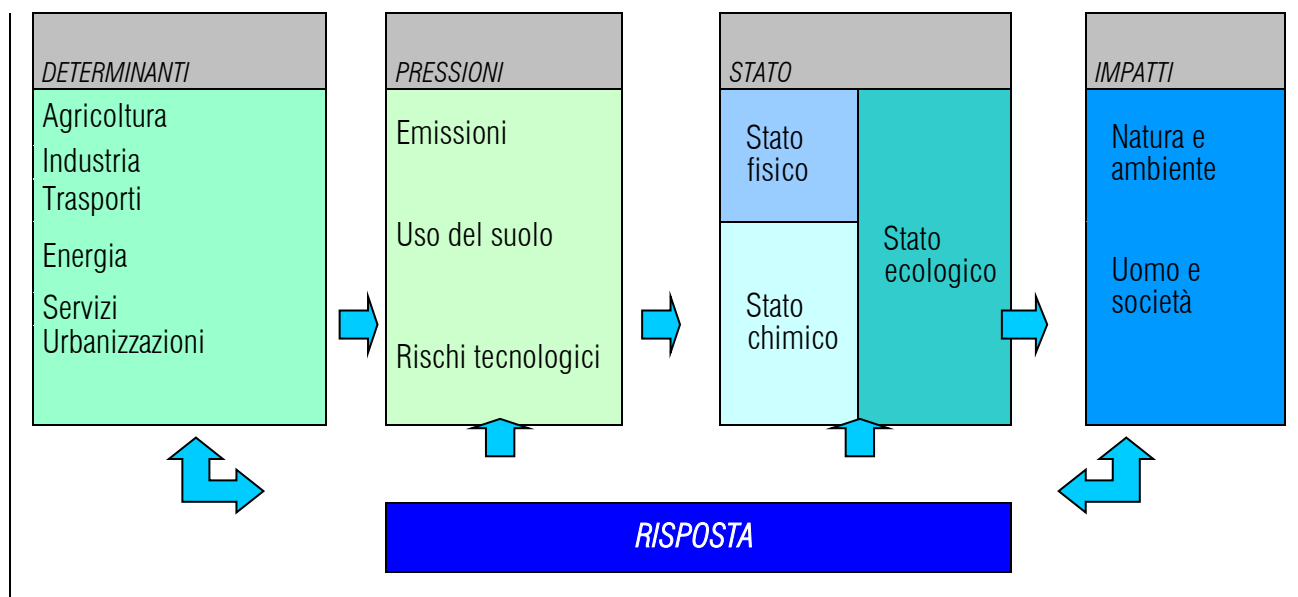 DETERMINANTI
Agricoltura
Industria
Trasporti
Energia
Servizi
Urbanizzazioni
PRESSIONI
Emissioni
Uso del suolo
Rischi tecnologici
STATO
Stato
fisico
Stato
chimico
Stato
ecologico
IMPATTI
Natura e
ambiente
Uomo e
società
RISPOSTA